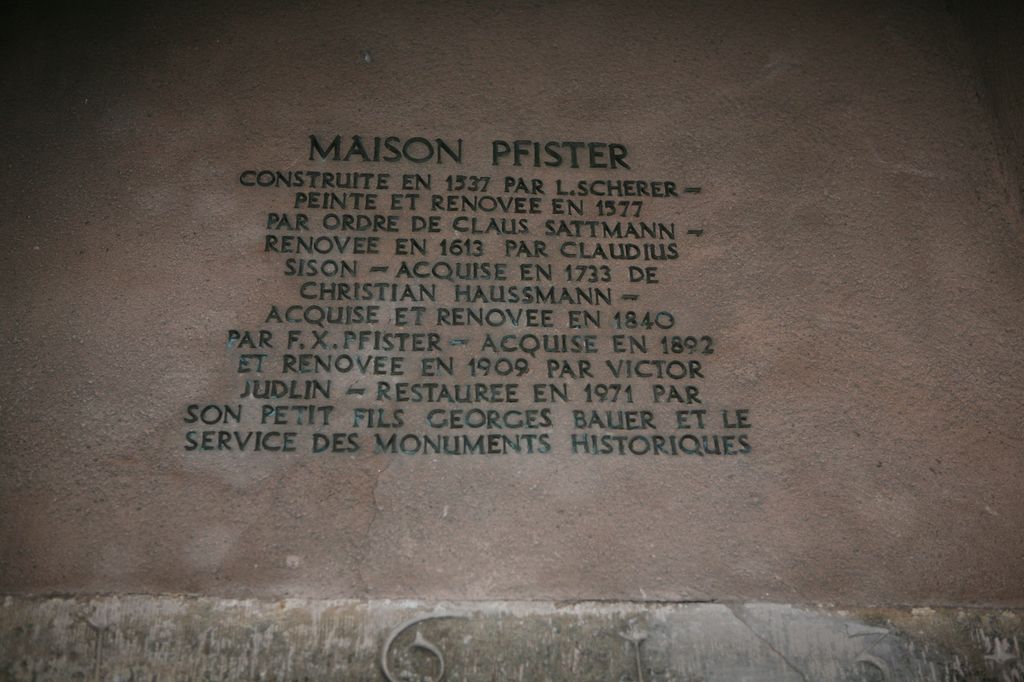 MAISON PFISTER
CONSTRUITE EN 1537 PAR L.SCHERER –
PEINTE ET RENOVEE EN 1577
PAR ORDRE DE CLAUS SATTMANN –
RENOVEE EN 1613 PAR CLAUDIUS
SISON – ACQUISE EN 1733 DE
CHRISTIAN HAUSSMANN –
ACQUISE ET RENOVEE EN 1840
PAR F.X.PFISTER – ACQUISE EN 1892
ET RENOVEE EN 1909 PAR VICTOR
JUDLIN – RESTAUREE EN 1971 PAR
SON PETIT FILS GEORGES BAUER ET LE
SERVICE DES MONUMENTS HISTORIQUES